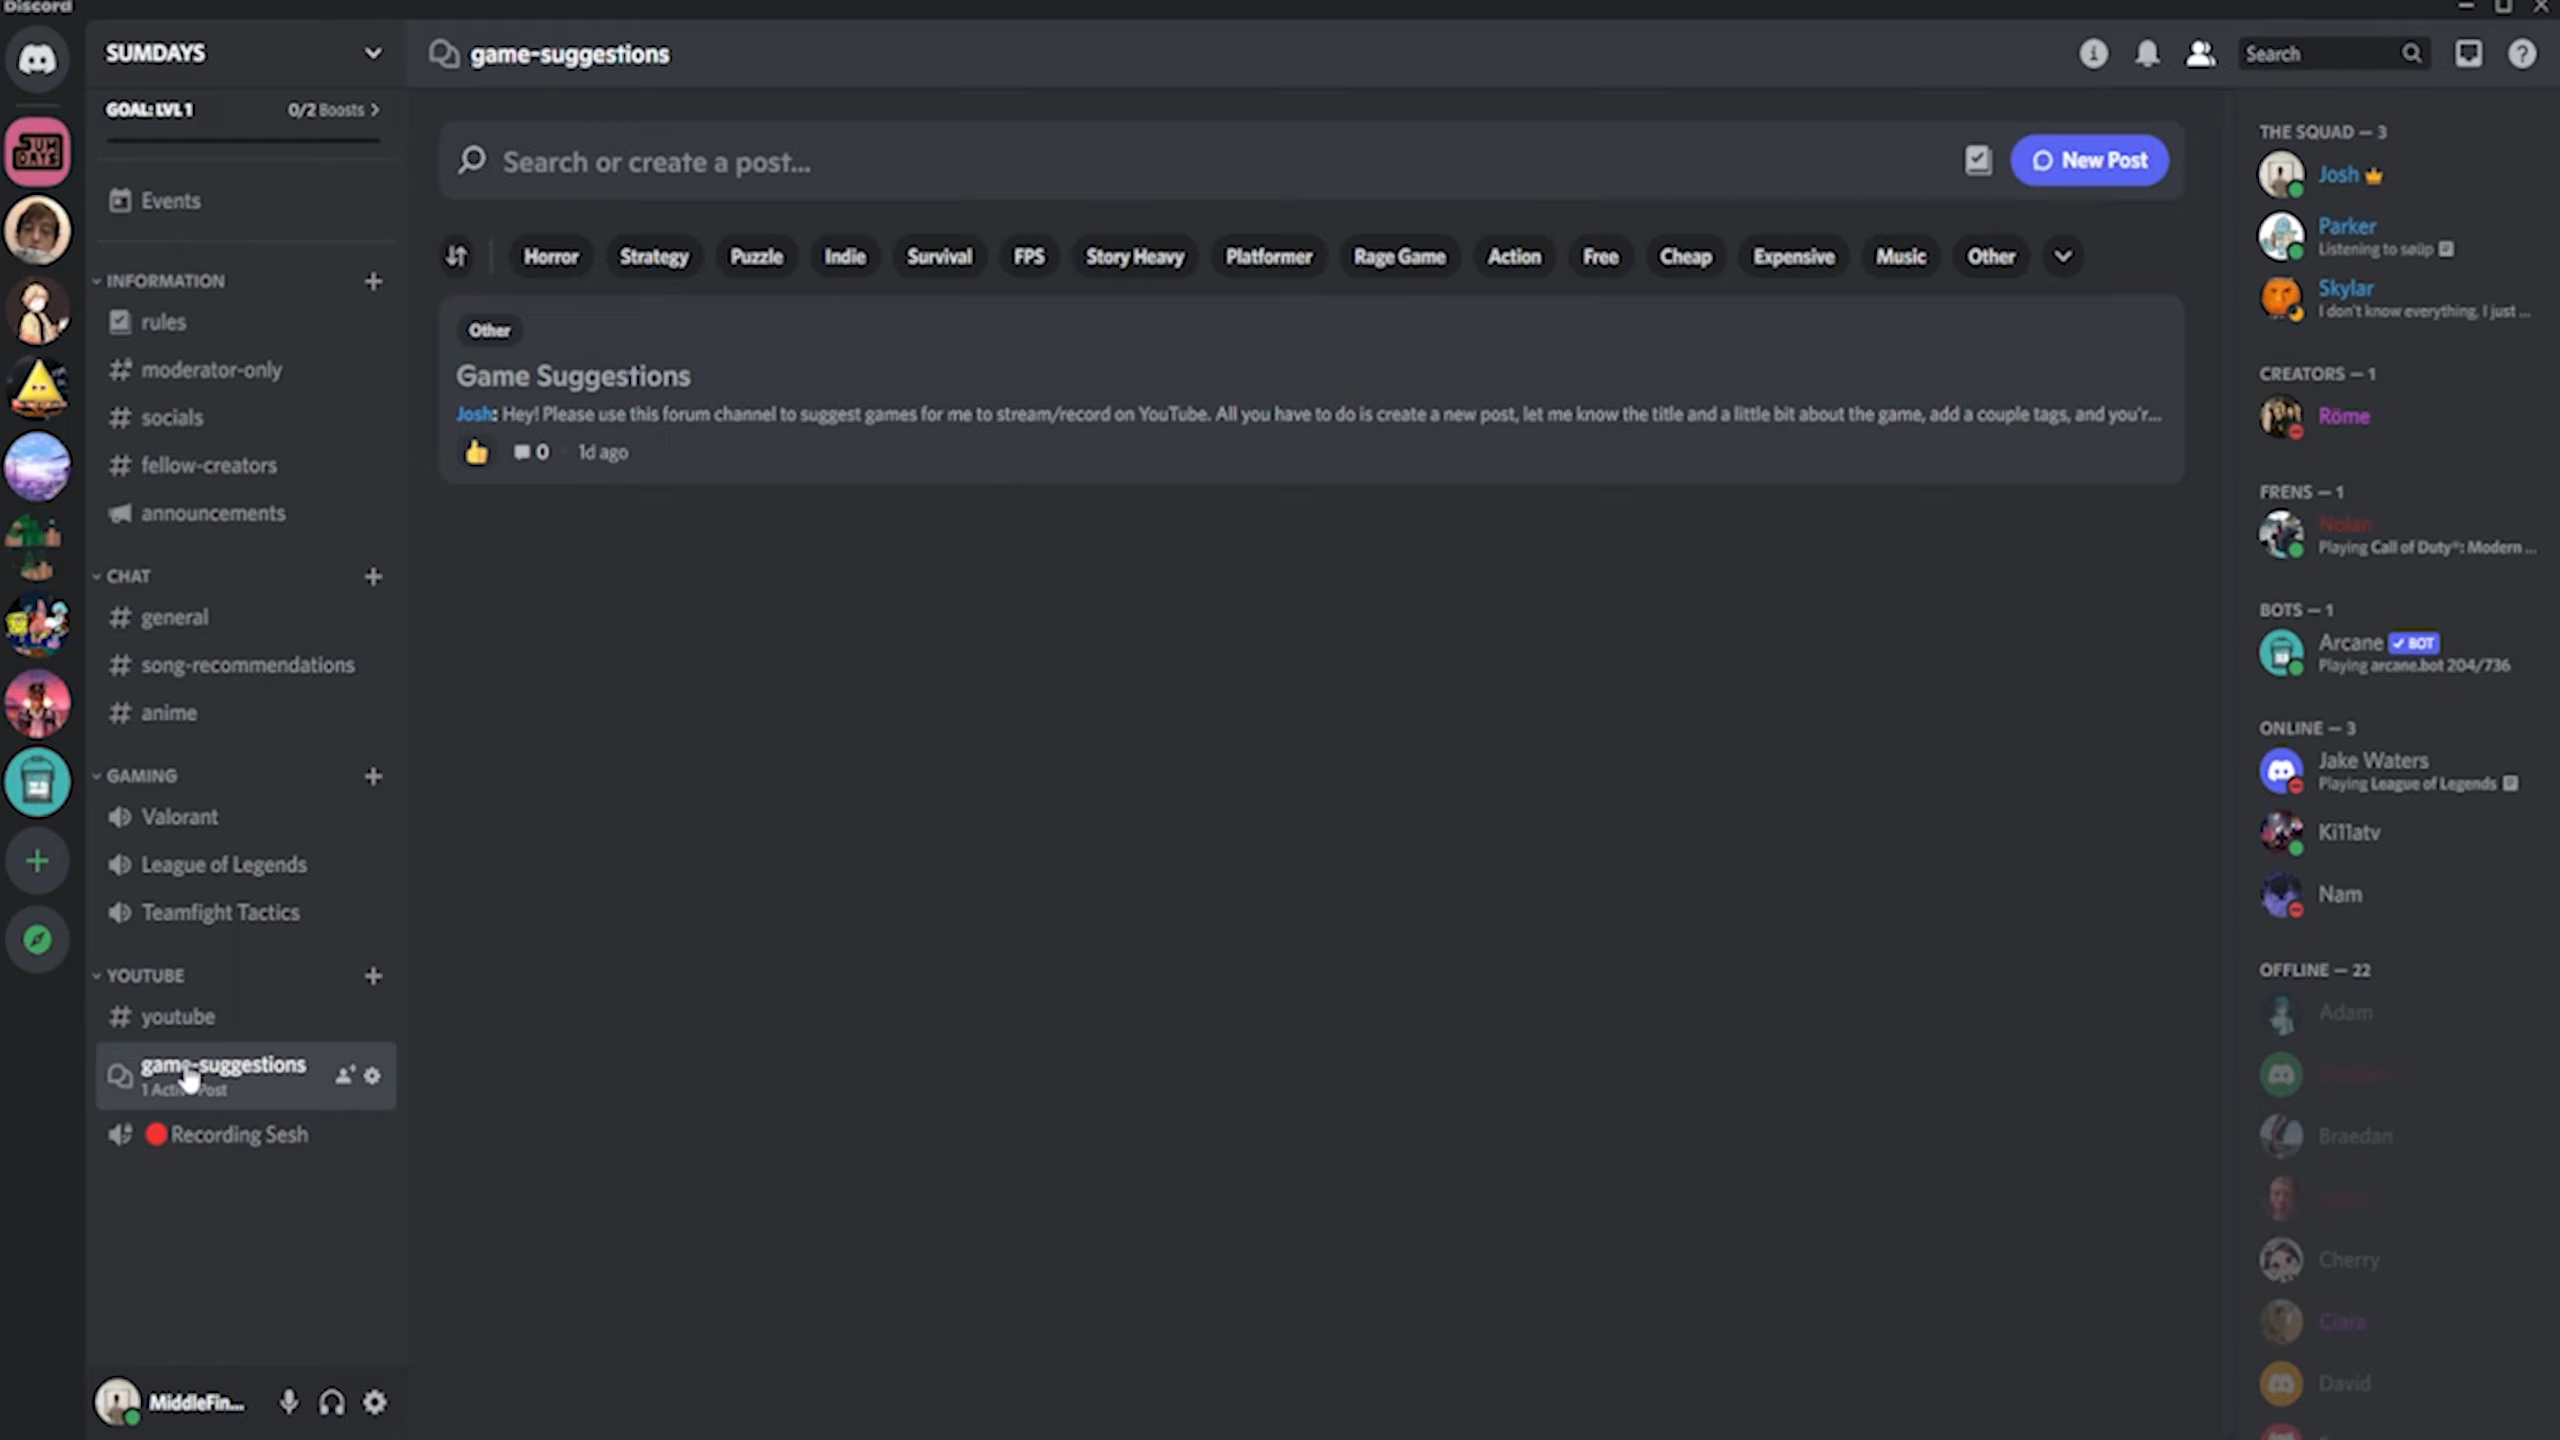 Discord
SUMDAYS
GOAL: LVL 1
0/2 Boosts
Events
INFORMATION
rules
moderator-only
socials
fellow-creators
announcements
CHAT
general
song-recommendations
anime
GAMING
Valorant
League of Legends
Teamfight Tactics
YOUTUBE
youtube
game-suggestions
1 Post
Recording Sesh
MiddleFin...
game-suggestions
Search
Search or create a post...
New Post
Horror
Strategy
Puzzle
Indie
Survival
FPS
Story Heavy
Platformer
Rage Game
Action
Free
Cheap
Expensive
Music
Other
Other
Game Suggestions
Josh: Hey! Please use this forum channel to suggest games for me to stream/record on YouTube. All you have to do is create a new post, let me know the title and a little bit about the game, add a couple tags, and you'r...
0
1d ago
THE SQUAD — 3
Josh
Parker
Listening to søüp
Skylar
I don't know everything, I just ...
CREATORS — 1
Röme
FRENS — 1
Nolan
Playing Call of Duty®: Modern ...
BOTS — 1
Arcane
BOT
Playing arcane.bot 204/736
ONLINE — 3
Jake Waters
Playing League of Legends
Ki11atv
Nam
OFFLINE — 22
Adam
Braedan
Cherry
Ciara
David
SUM
DAYS